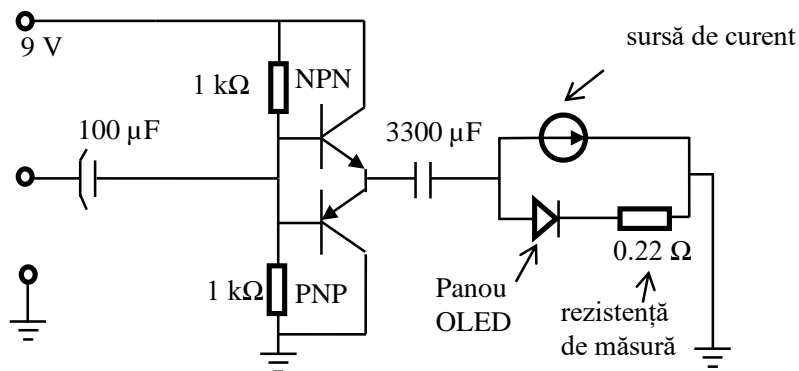 sursă de curent
9 V
1 kΩ
NPN
100 µF
3300 µF
0.22 Ω
1 kΩ
PNP
Panou
OLED
rezistență
de măsură